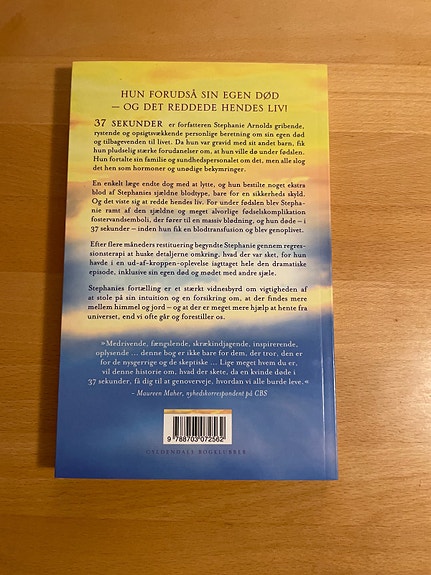 HUN FORUDSÅ SIN EGEN DØD
– OG DET REDDEDE HENDES LIV!
37 SEKUNDER er forfatteren Stephanie Arnolds gribende,
rystende og opsigtsvækkende personlige beretning om sin egen død
og tilbagevenden til livet. Da hun var gravid med sit andet barn, fik
hun pludselig stærke forudanelser om, at hun ville dø under fødslen.
Hun fortalte sin familie og sundhedspersonalet om det, men alle slog
det hen som hormoner og unødige bekymringer.
En enkelt læge endte dog med at lytte, og hun bestilte noget ekstra
blod af Stephanies sjældne blodtype, bare for en sikkerheds skyld.
Og det viste sig at redde hendes liv. For under fødslen blev Stepha-
nie ramt af den sjældne og meget alvorlige fødselskomplikation
fostervandsemboli, der fører til en massiv blødning, og hun døde – i
37 sekunder – inden hun fik en blodtransfusion og blev genoplivet.
Efter flere måneders restituering begyndte Stephanie gennem regres-
sionsterapi at huske detaljerne omkring, hvad der var sket, for hun
havde i en ud-af-kroppen-oplevelse iagttaget hele den dramatiske
episode, inklusive sin egen død og mødet med andre sjæle.
Stephanies fortælling er et stærkt vidnesbyrd om vigtigheden af
at stole på sin intuition og en forsikring om, at der findes mere
mellem himmel og jord – og at der er meget mere hjælp at hente fra
universet, end vi ofte går og forestiller os.
»Medrivende, fængslende, skrækindjagende, inspirerende,
oplysende ... denne bog er ikke bare for dem, der tror, den er
for de nysgerrige og de skeptiske ... Lige meget hvem du er,
vil denne historie om, hvad der skete, da en kvinde døde i
37 sekunder, få dig til at genoverveje, hvordan vi alle burde leve.«
– Maureen Maher, nyhedskorrespondent på CBS
9 788703 072562
GYLDENDALS BOGKLUBBER